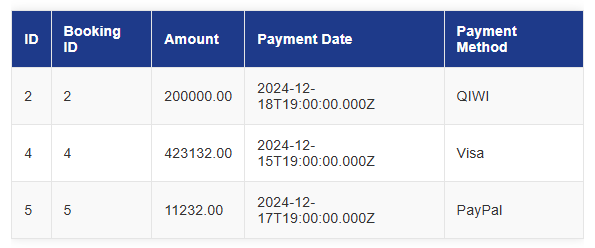 ID Booking ID Amount Payment Date Payment Method
2 2 200000.00 2024-12-18T19:00:00.000Z QIWI
4 4 423132.00 2024-12-15T19:00:00.000Z Visa
5 5 11232.00 2024-12-17T19:00:00.000Z PayPal